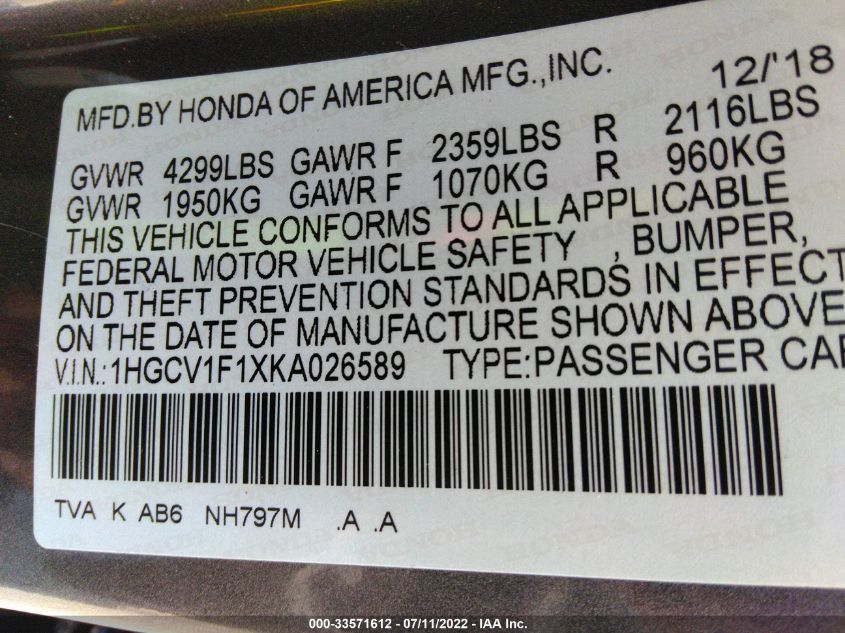 MFD.BY HONDA OF AMERICA MFG.,INC. 12/'18
GVWR 4299LBS GAWR F 2359LBS R 2116LBS
GVWR 1950KG GAWR F 1070KG R 960KG
THIS VEHICLE CONFORMS TO ALL APPLICABLE
FEDERAL MOTOR VEHICLE SAFETY , BUMPER,
AND THEFT PREVENTION STANDARDS IN EFFECT
ON THE DATE OF MANUFACTURE SHOWN ABOVE
V.I.N.:1HGCV1F1XKA026589 TYPE:PASSENGER CAR
TVA K AB6 NH797M .A .A
000-33571612 - 07/11/2022 - IAA Inc.